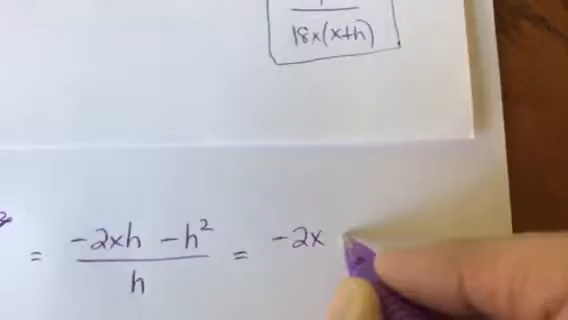 18x(x+h)
= -2xh - h² / h = -2x